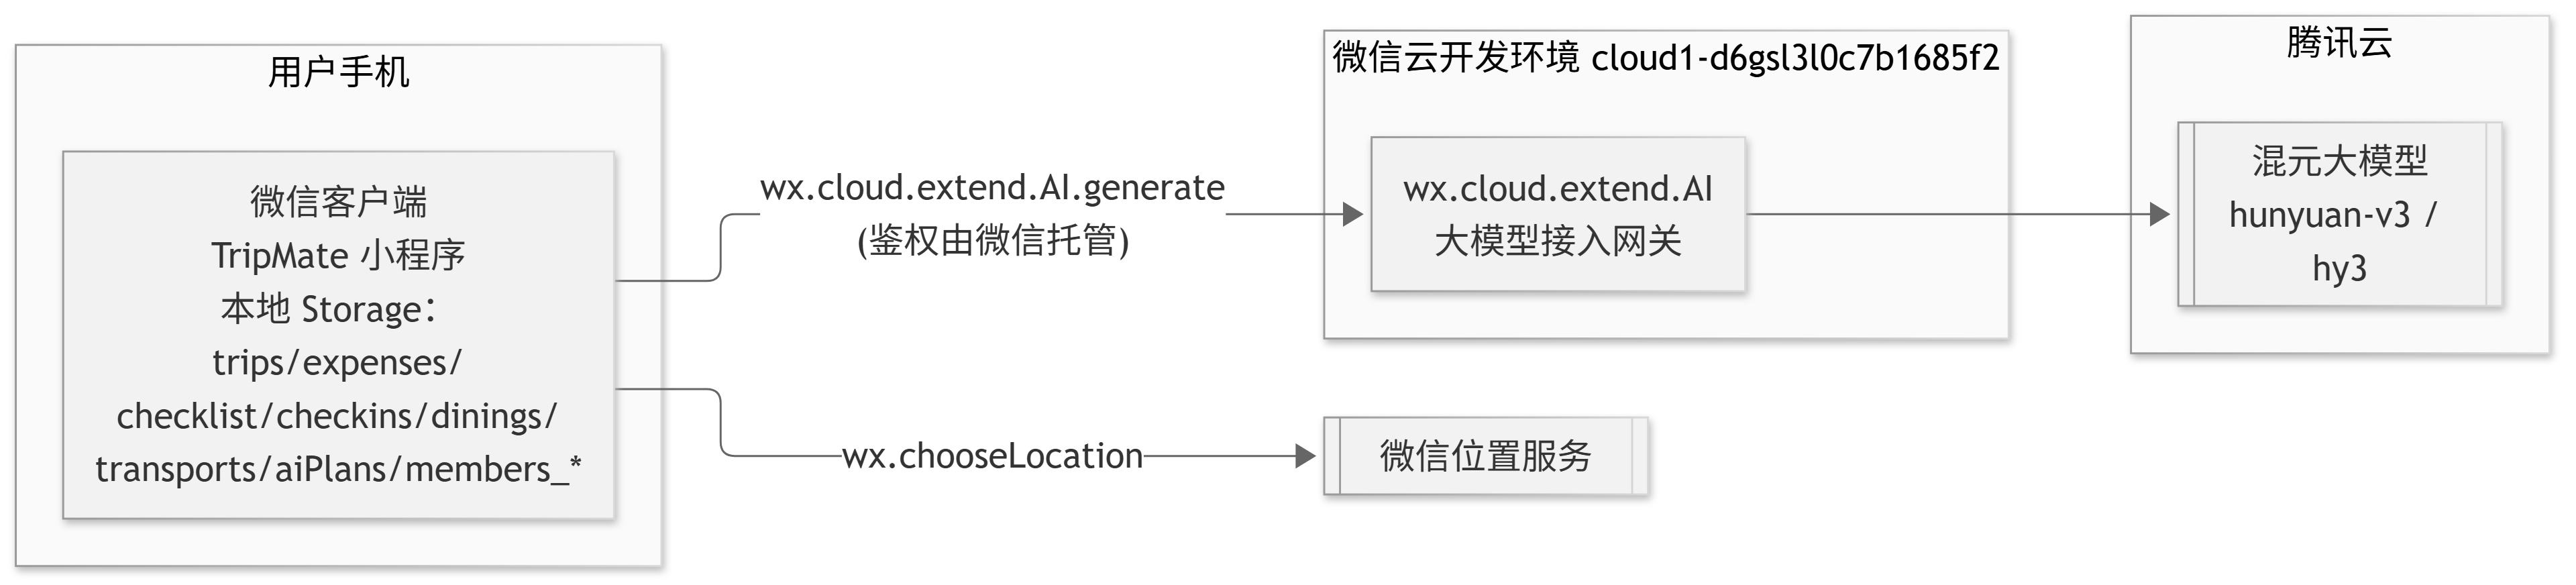 用户手机
微信客户端
TripMate 小程序
本地 Storage：
trips/expenses/
checklist/checkins/dinings/
transports/aiPlans/members_*
wx.cloud.extend.AI.generate
(鉴权由微信托管)
wx.chooseLocation
微信云开发环境 cloud1-d6gsl3l0c7b1685f2
wx.cloud.extend.AI
大模型接入网关
微信位置服务
腾讯云
混元大模型
hunyuan-v3 /
hy3